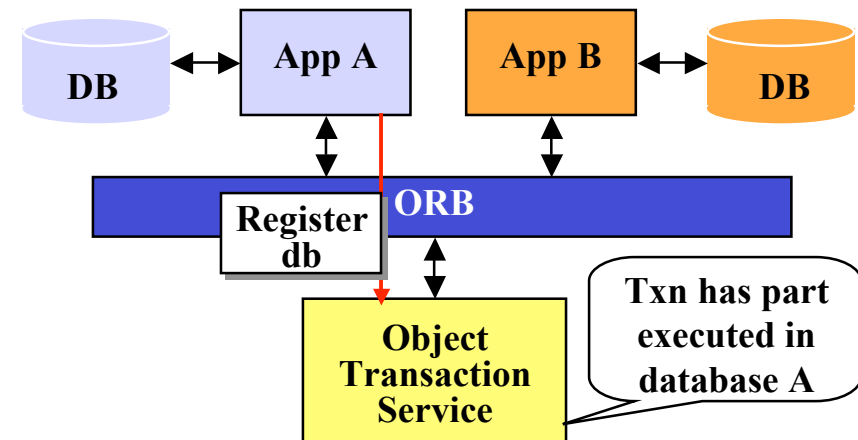 DB
App A
App B
DB
ORB
Register
db
Object
Transaction
Service
Txn has part
executed in
database A